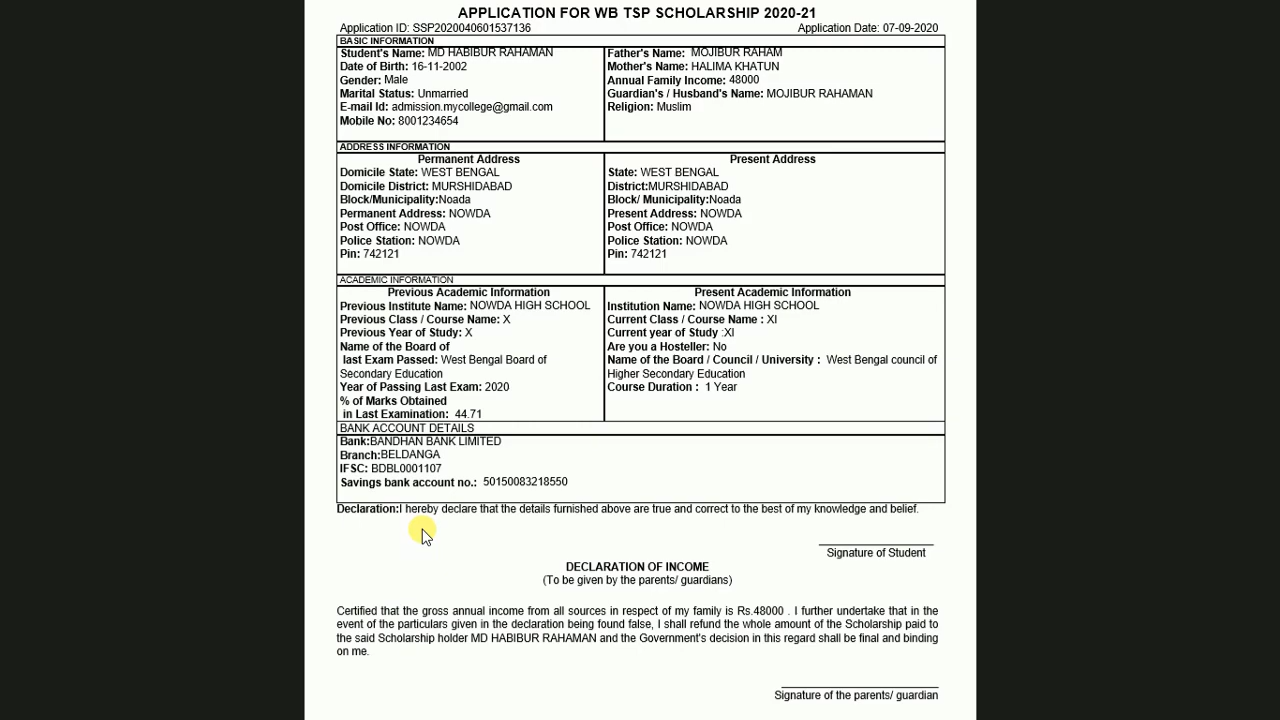 APPLICATION FOR WB TSP SCHOLARSHIP 2020-21
Application ID: SSP2020040601537136 Application Date: 07-09-2020
BASIC INFORMATION
Student's Name: MD HABIBUR RAHAMAN
Date of Birth: 16-11-2002
Gender: Male
Marital Status: Unmarried
E-mail Id: admission.mycollege@gmail.com
Mobile No: 8001234654
Father's Name: MOJIBUR RAHAM
Mother's Name: HALIMA KHATUN
Annual Family Income: 48000
Guardian's / Husband's Name: MOJIBUR RAHAMAN
Religion: Muslim
ADDRESS INFORMATION
Permanent Address
Domicile State: WEST BENGAL
Domicile District: MURSHIDABAD
Block/Municipality:Noada
Permanent Address: NOWDA
Post Office: NOWDA
Police Station: NOWDA
Pin: 742121
Present Address
State: WEST BENGAL
District:MURSHIDABAD
Block/ Municipality:Noada
Present Address: NOWDA
Post Office: NOWDA
Police Station: NOWDA
Pin: 742121
ACADEMIC INFORMATION
Previous Academic Information
Previous Institute Name: NOWDA HIGH SCHOOL
Previous Class / Course Name: X
Previous Year of Study: X
Name of the Board of
last Exam Passed: West Bengal Board of
Secondary Education
Year of Passing Last Exam: 2020
% of Marks Obtained
in Last Examination: 44.71
Present Academic Information
Institution Name: NOWDA HIGH SCHOOL
Current Class / Course Name : XI
Current year of Study :XI
Are you a Hosteller: No
Name of the Board / Council / University : West Bengal council of
Higher Secondary Education
Course Duration : 1 Year
BANK ACCOUNT DETAILS
Bank:BANDHAN BANK LIMITED
Branch:BELDANGA
IFSC: BDBL0001107
Savings bank account no.: 50150083218550
Declaration:I hereby declare that the details furnished above are true and correct to the best of my knowledge and belief.
Signature of Student
DECLARATION OF INCOME
(To be given by the parents/ guardians)
Certified that the gross annual income from all sources in respect of my family is Rs.48000 . I further undertake that in the
event of the particulars given in the declaration being found false, I shall refund the whole amount of the Scholarship paid to
the said Scholarship holder MD HABIBUR RAHAMAN and the Government's decision in this regard shall be final and binding
on me.
Signature of the parents/ guardian